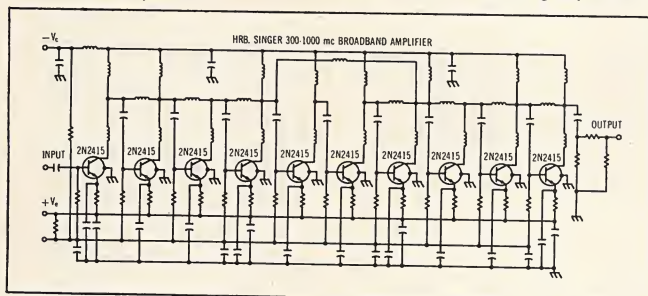 −Vc
HRB, SINGER 300-1000 mc BROADBAND AMPLIFIER
OUTPUT
INPUT 2N2415 2N2415 2N2415 2N2415 2N2415 2N2415 2N2415 2N2415 2N2415 2N2415
+Ve